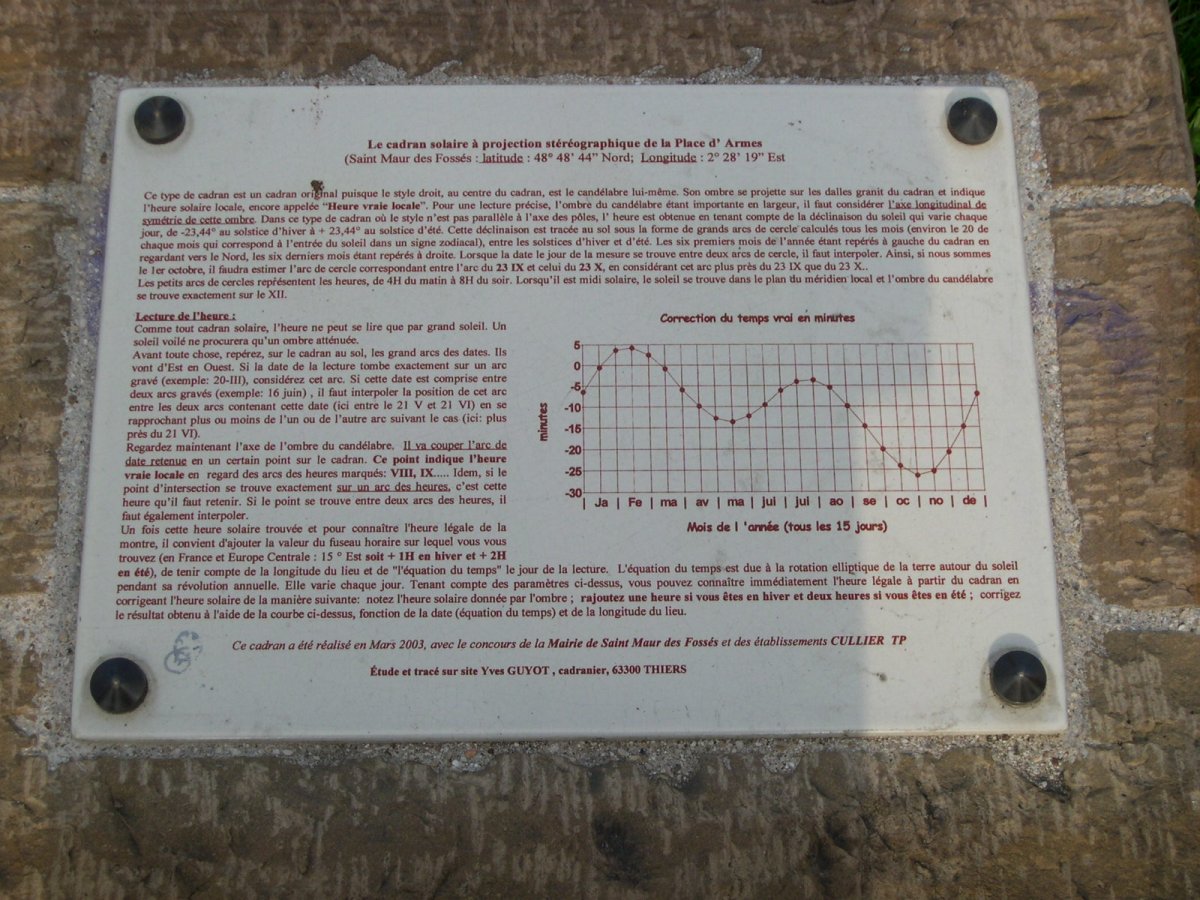 Le cadran solaire à projection stéréographique de la Place d' Armes
(Saint Maur des Fossés : latitude : 48° 48' 44" Nord; Longitude : 2° 28' 19" Est
Ce type de cadran est un cadran original puisque le style droit, au centre du cadran, est le candélabre lui-même. Son ombre se projette sur les dalles granit du cadran et indique
l'heure solaire locale, encore appelée "Heure vraie locale". Pour une lecture précise, l'ombre du candélabre étant importante en largeur, il faut considérer l'axe longitudinal de
symétrie de cette ombre. Dans ce type de cadran où le style n'est pas parallèle à l'axe des pôles, l' heure est obtenue en tenant compte de la déclinaison du soleil qui varie chaque
jour, de -23,44° au solstice d'hiver à + 23,44° au solstice d'été. Cette déclinaison est tracée au sol sous la forme de grands arcs de cercle calculés tous les mois (environ le 20 de
chaque mois qui correspond à l'entrée du soleil dans un signe zodiacal), entre les solstices d'hiver et d'été. Les six premiers mois de l'année étant repérés à gauche du cadran en
regardant vers le Nord, les six derniers mois étant repérés à droite. Lorsque la date le jour de la mesure se trouve entre deux arcs de cercle, il faut interpoler. Ainsi, si nous sommes
le 1er octobre, il faudra estimer l'arc de cercle correspondant entre l'arc du 23 IX et celui du 23 X, en considérant cet arc plus près du 23 IX que du 23 X..
Les petits arcs de cercles représentent les heures, de 4H du matin à 8H du soir. Lorsqu'il est midi solaire, le soleil se trouve dans le plan du méridien local et l'ombre du candélabre
se trouve exactement sur le XII.
Lecture de l'heure :
Comme tout cadran solaire, l'heure ne peut se lire que par grand soleil. Un
soleil voilé ne procurera qu'un ombre atténuée.
Avant toute chose, repérez, sur le cadran au sol, les grand arcs des dates. Ils
vont d'Est en Ouest. Si la date de la lecture tombe exactement sur un arc
gravé (exemple: 20-III), considérez cet arc. Si cette date est comprise entre
deux arcs gravés (exemple: 16 juin) , il faut interpoler la position de cet arc
entre les deux arcs contenant cette date (ici entre le 21 V et 21 VI) en se
rapprochant plus ou moins de l'un ou de l'autre arc suivant le cas (ici: plus
près du 21 VI).
Regardez maintenant l'axe de l'ombre du candélabre. Il va couper l'arc de
date retenue en un certain point sur le cadran. Ce point indique l'heure
vraie locale en regard des arcs des heures marqués: VIII, IX..... Idem, si le
point d'intersection se trouve exactement sur un arc des heures, c'est cette
heure qu'il faut retenir. Si le point se trouve entre deux arcs des heures, il
faut également interpoler.
Un fois cette heure solaire trouvée et pour connaître l'heure légale de la
montre, il convient d'ajouter la valeur du fuseau horaire sur lequel vous vous
trouvez (en France et Europe Centrale : 15 ° Est soit + 1H en hiver et + 2H
en été), de tenir compte de la longitude du lieu et de "l'équation du temps" le jour de la lecture. L'équation du temps est due à la rotation elliptique de la terre autour du soleil
pendant sa révolution annuelle. Elle varie chaque jour. Tenant compte des paramètres ci-dessus, vous pouvez connaître immédiatement l'heure légale à partir du cadran en
corrigeant l'heure solaire de la manière suivante: notez l'heure solaire donnée par l'ombre ; rajoutez une heure si vous êtes en hiver et deux heures si vous êtes en été ; corrigez
le résultat obtenu à l'aide de la courbe ci-dessus, fonction de la date (équation du temps) et de la longitude du lieu.
Correction du temps vrai en minutes
minutes
5
0
-5
-10
-15
-20
-25
-30
| Ja | Fe | ma | av | ma | jui | jui | ao | se | oc | no | de |
Mois de l 'année (tous les 15 jours)
Ce cadran a été réalisé en Mars 2003, avec le concours de la Mairie de Saint Maur des Fossés et des établissements CULLIER TP
Étude et tracé sur site Yves GUYOT , cadranier, 63300 THIERS